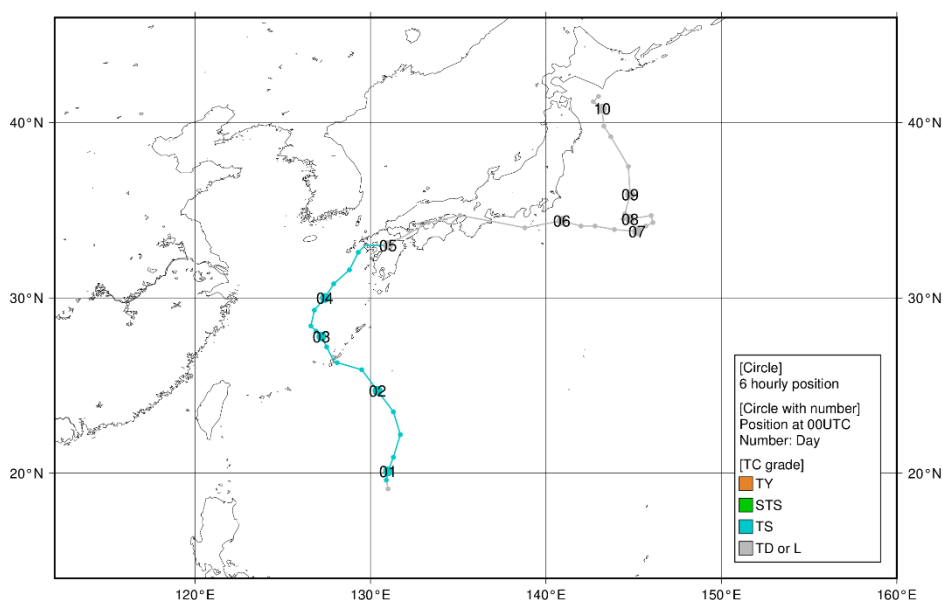 40°N
40°N
30°N
30°N
20°N
20°N
10
09
08
07
06
05
04
03
02
01
[Circle]
6 hourly position
[Circle with number]
Position at 00UTC
Number: Day
[TC grade]
TY
STS
TS
TD or L
120°E
130°E
140°E
150°E
160°E